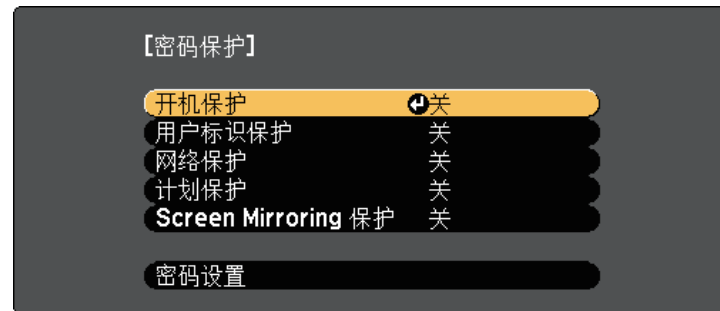 [密码保护]
开机保护 关
用户标识保护 关
网络保护 关
计划保护 关
Screen Mirroring 保护 关
密码设置